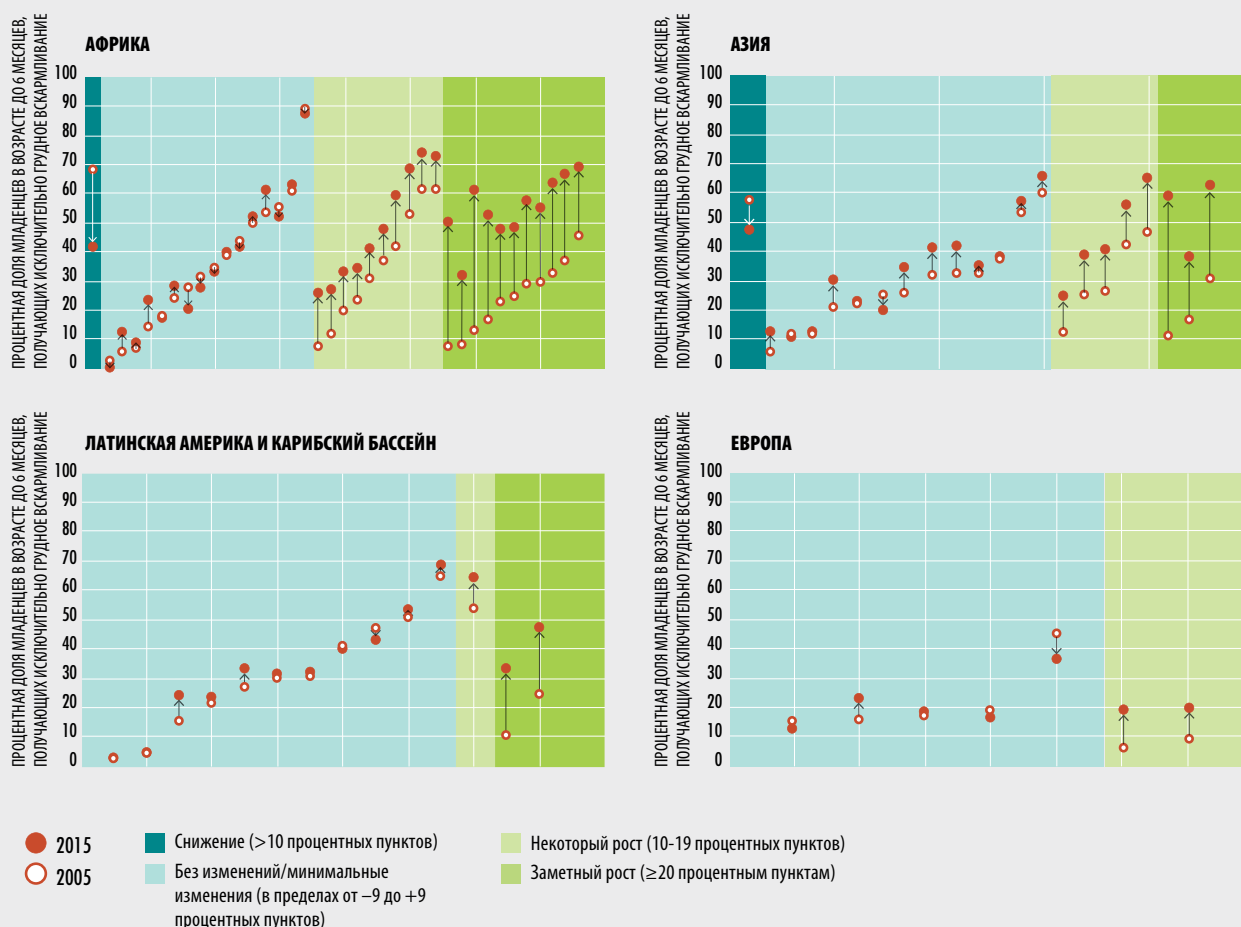 ПРОЦЕНТНАЯ ДОЛЯ МЛАДЕНЦЕВ В ВОЗРАСТЕ ДО 6 МЕСЯЦЕВ,
ПОЛУЧАЮЩИХ ИСКЛЮЧИТЕЛЬНО ГРУДНОЕ ВСКАРМЛИВАНИЕ
АФРИКА
100
90
80
70
60
50
40
30
20
10
0
ПРОЦЕНТНАЯ ДОЛЯ МЛАДЕНЦЕВ В ВОЗРАСТЕ ДО 6 МЕСЯЦЕВ,
ПОЛУЧАЮЩИХ ИСКЛЮЧИТЕЛЬНО ГРУДНОЕ ВСКАРМЛИВАНИЕ
АЗИЯ
100
90
80
70
60
50
40
30
20
10
0
ПРОЦЕНТНАЯ ДОЛЯ МЛАДЕНЦЕВ В ВОЗРАСТЕ ДО 6 МЕСЯЦЕВ,
ПОЛУЧАЮЩИХ ИСКЛЮЧИТЕЛЬНО ГРУДНОЕ ВСКАРМЛИВАНИЕ
ЛАТИНСКАЯ АМЕРИКА И КАРИБСКИЙ БАССЕЙН
100
90
80
70
60
50
40
30
20
10
0
ПРОЦЕНТНАЯ ДОЛЯ МЛАДЕНЦЕВ В ВОЗРАСТЕ ДО 6 МЕСЯЦЕВ,
ПОЛУЧАЮЩИХ ИСКЛЮЧИТЕЛЬНО ГРУДНОЕ ВСКАРМЛИВАНИЕ
ЕВРОПА
100
90
80
70
60
50
40
30
20
10
0
2015
2005
Снижение (>10 процентных пунктов)
Без изменений/минимальные
изменения (в пределах от –9 до +9
процентных пунктов)
Некоторый рост (10-19 процентных пунктов)
Заметный рост (≥20 процентным пунктам)